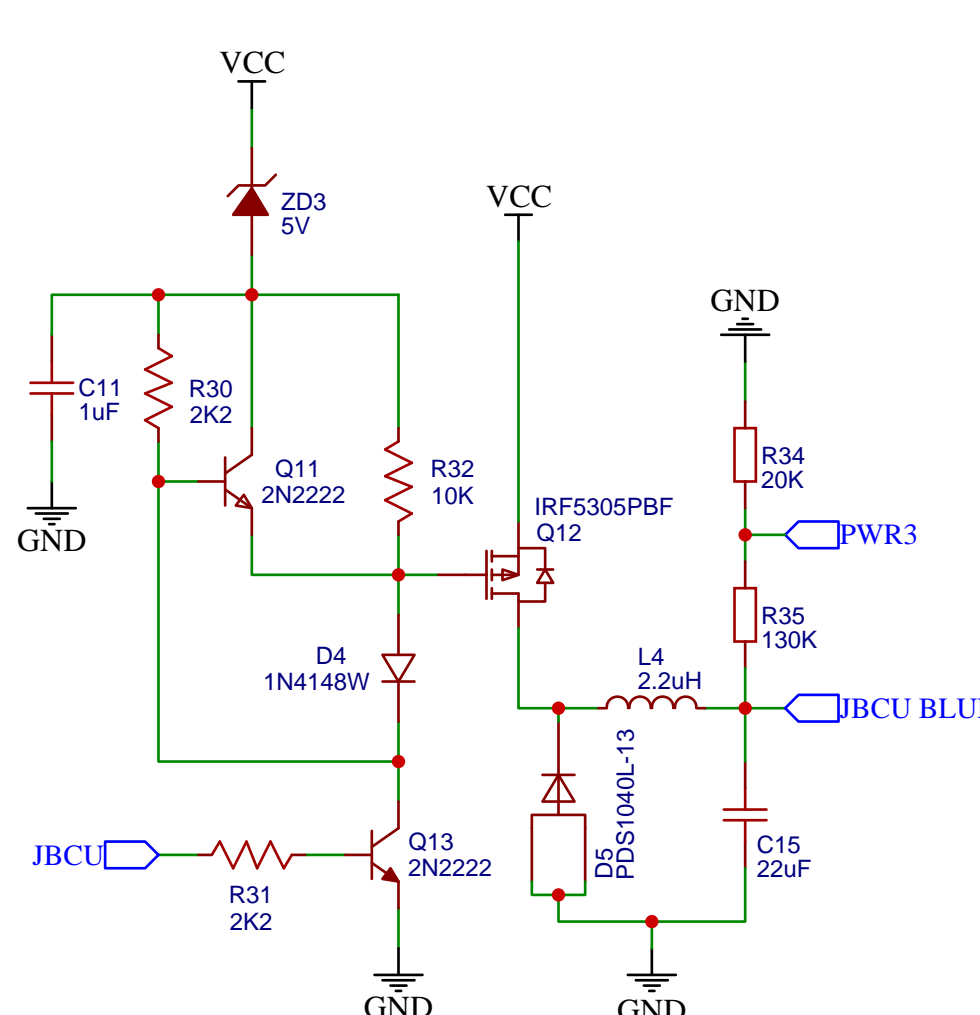 VCC
ZD3
5V
VCC
GND
C11
1uF
R30
2K2
Q11
2N2222
R32
10K
R34
20K
IRF5305PBF
Q12
PWR3
GND
R35
130K
D4
1N4148W
L4
2.2uH
JBCU
D5
PDS1040L-13
JBCU
Q13
2N2222
C15
22uF
R31
2K2
GND
GND